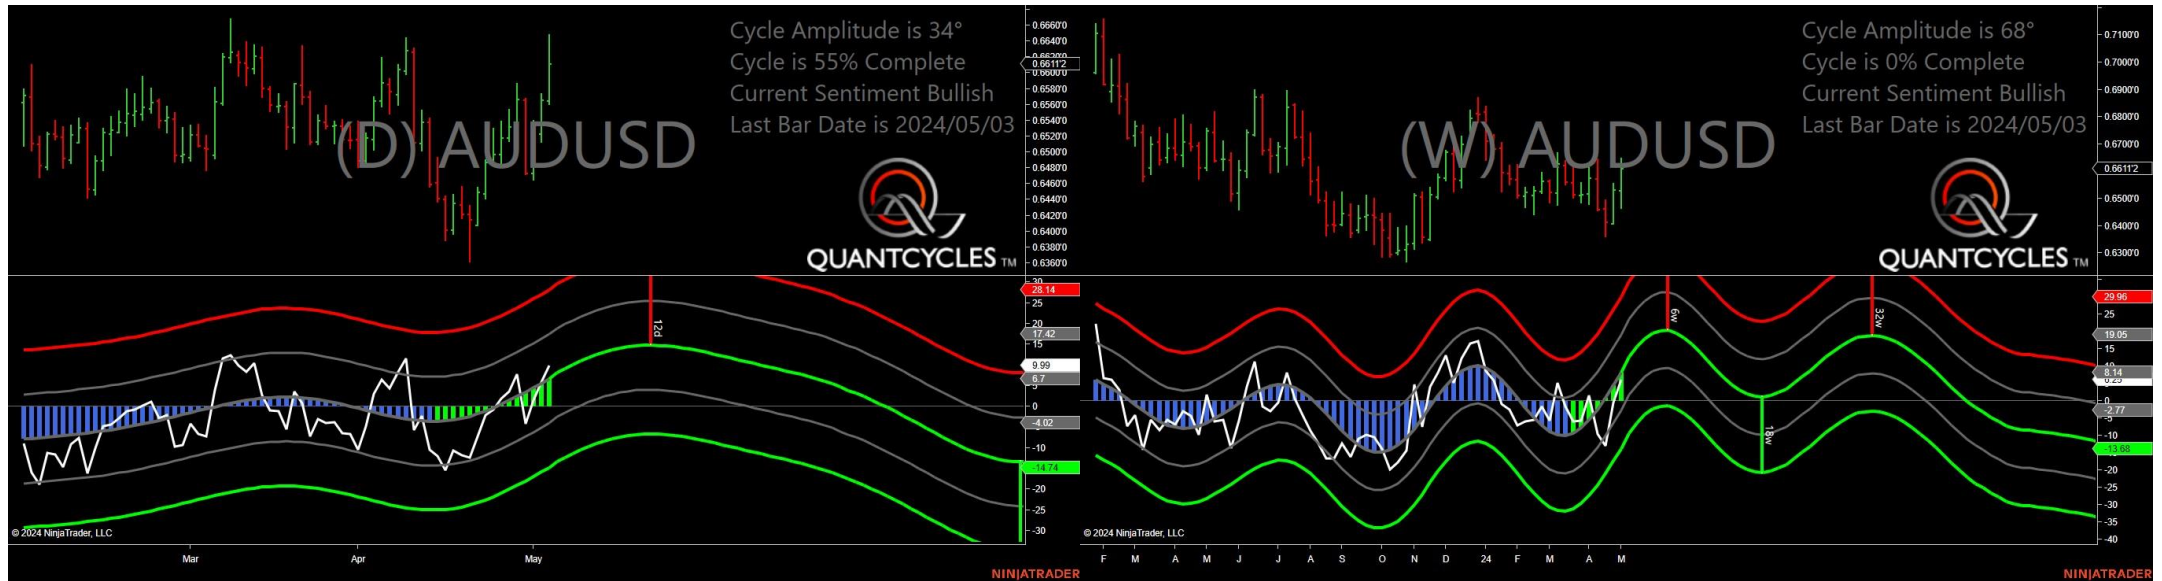 Cycle Amplitude is 34°
Cycle is 55% Complete
Current Sentiment Bullish
Last Bar Date is 2024/05/03
(D) AUDUSD
QUANTCYCLES TM
0.6660'0
0.6640'0
0.6611'2
0.6600'0
0.6580'0
0.6560'0
0.6540'0
0.6520'0
0.6500'0
0.6480'0
0.6460'0
0.6440'0
0.6420'0
0.6400'0
0.6380'0
0.6360'0
12d
28.14
25
20
17.42
15
9.99
6.7
0
-4.02
-10
-14.74
-20
-25
-30
© 2024 NinjaTrader, LLC
Mar
Apr
May
NINJATRADER
Cycle Amplitude is 68°
Cycle is 0% Complete
Current Sentiment Bullish
Last Bar Date is 2024/05/03
(W) AUDUSD
QUANTCYCLES TM
0.7100'0
0.7000'0
0.6900'0
0.6800'0
0.6700'0
0.6611'2
0.6500'0
0.6400'0
0.6300'0
6w
18w
32w
29.96
25
19.05
15
8.14
0
-2.77
-10
-13.68
-20
-25
-30
-35
-40
© 2024 NinjaTrader, LLC
F M A M J J A S O N D 24 F M A M
NINJATRADER